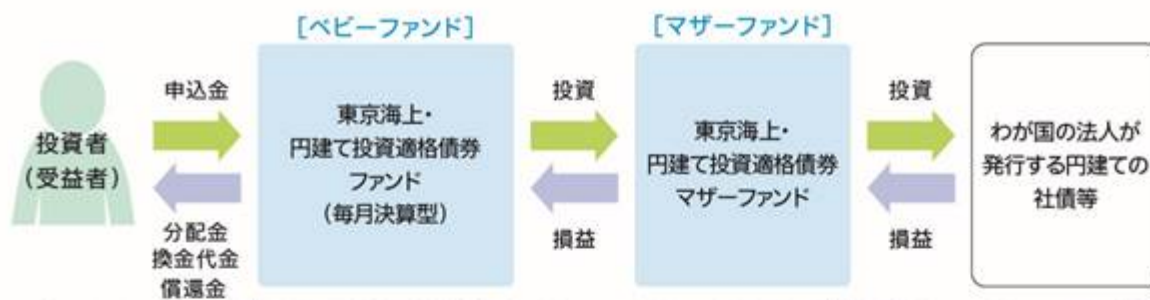 [ベビーファンド]
[マザーファンド]
投資者
(受益者)
申込金
分配金
換金代金
償還金
東京海上・
円建て投資適格債券
ファンド
(毎月決算型)
投資
損益
東京海上・
円建て投資適格債券
マザーファンド
投資
損益
わが国の法人が
発行する円建ての
社債等